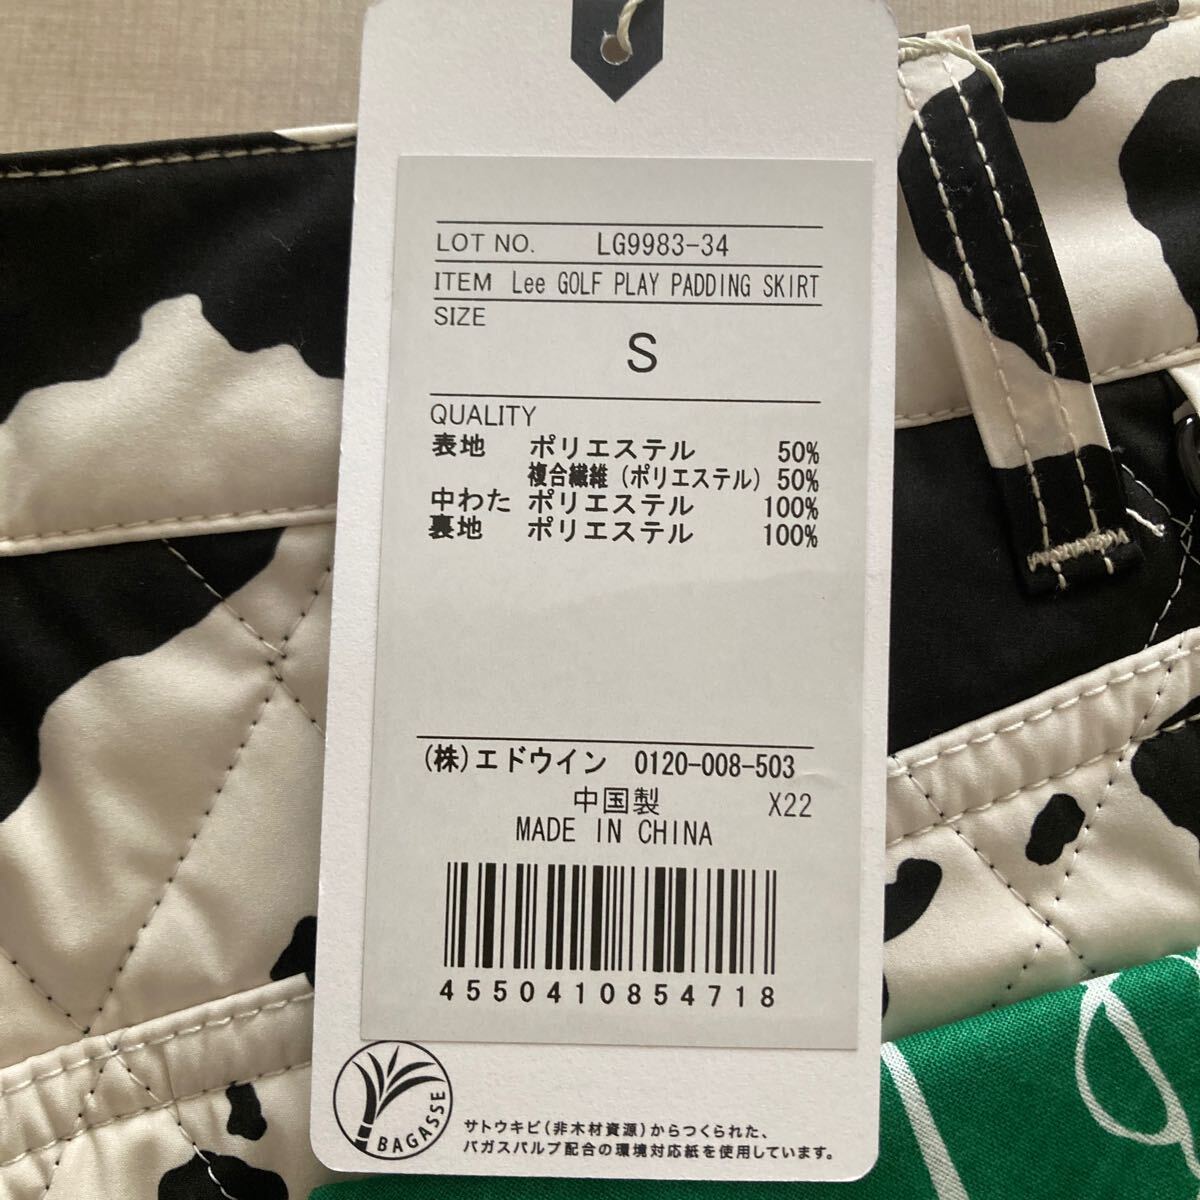 LOT NO. LG9983-34
ITEM Lee GOLF PLAY PADDING SKIRT
SIZE
S
QUALITY
表地 ポリエステル 50%
複合繊維(ポリエステル) 50%
中わた ポリエステル 100%
裏地 ポリエステル 100%
(株)エドウイン 0120-008-503
中国製 X22
MADE IN CHINA
4550410854718
BAGASSE
サトウキビ(非木材資源)からつくられた、
バガスパルプ配合の環境対応紙を使用しています。